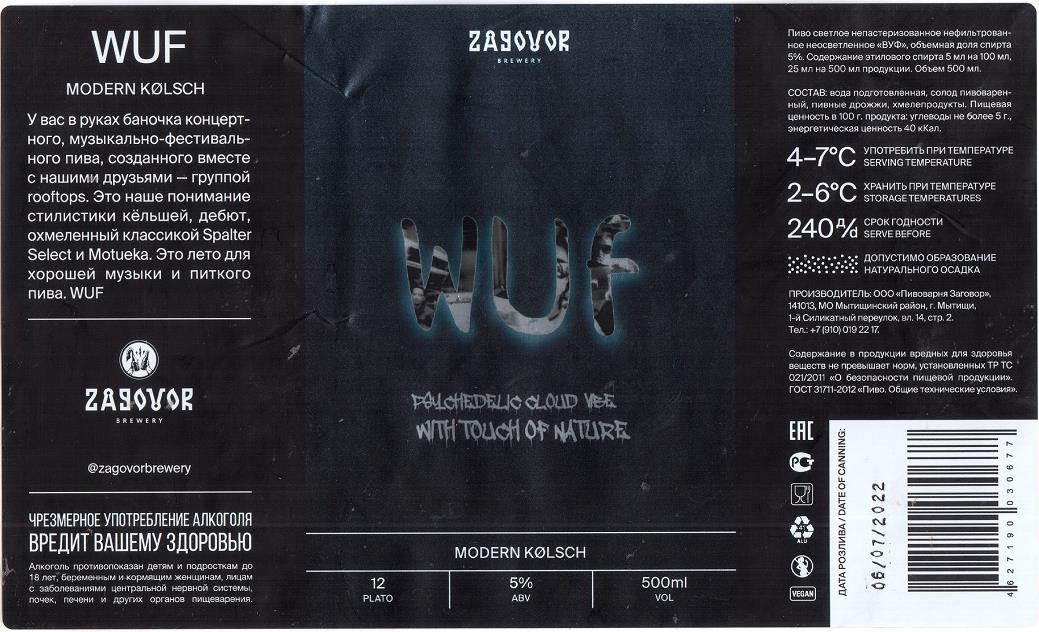 WUF
MODERN KØLSCH
У вас в руках баночка концерт-
ного, музыкально-фестиваль-
ного пива, созданного вместе
с нашими друзьями — группой
rooftops. Это наше понимание
стилистики кёльшей, дебют,
охмеленный классикой Spalter
Select и Motueka. Это лето для
хорошей музыки и питкого
пива. WUF
ZAGOVOR
BREWERY
@zagovorbrewery
ЧРЕЗМЕРНОЕ УПОТРЕБЛЕНИЕ АЛКОГОЛЯ
ВРЕДИТ ВАШЕМУ ЗДОРОВЬЮ
Алкоголь противопоказан детям и подросткам до
18 лет, беременным и кормящим женщинам, лицам
с заболеваниями центральной нервной системы,
почек, печени и других органов пищеварения.
ZAGOVOR
BREWERY
WUF
PSYCHEDELIC CLOUD VIBE
WITH TOUCH OF NATURE
MODERN KØLSCH
12
PLATO
5%
ABV
500ml
VOL
Пиво светлое непастеризованное нефильтрован-
ное неосветленное «ВУФ», объемная доля спирта
5%. Содержание этилового спирта 5 мл на 100 мл,
25 мл на 500 мл продукции. Объем 500 мл.
СОСТАВ: вода подготовленная, солод пивоварен-
ный, пивные дрожжи, хмелепродукты. Пищевая
ценность в 100 г. продукта: углеводы не более 5 г.,
энергетическая ценность 40 кКал.
4–7°C УПОТРЕБИТЬ ПРИ ТЕМПЕРАТУРЕ
SERVING TEMPERATURE
2–6°C ХРАНИТЬ ПРИ ТЕМПЕРАТУРЕ
STORAGE TEMPERATURES
240 Д/d СРОК ГОДНОСТИ
SERVE BEFORE
ДОПУСТИМО ОБРАЗОВАНИЕ
НАТУРАЛЬНОГО ОСАДКА
ПРОИЗВОДИТЕЛЬ: ООО «Пивоварня Заговор»,
141013, МО Мытищинский район, г. Мытищи,
1-й Силикатный переулок, вл. 14, стр. 2.
Тел.: +7 (910) 019 22 17.
Содержание в продукции вредных для здоровья
веществ не превышает норм, установленных ТР ТС
021/2011 «О безопасности пищевой продукции».
ГОСТ 31711-2012 «Пиво. Общие технические условия».
EAC
РСТ
41
ALU
VEGAN
ДАТА РОЗЛИВА / DATE OF CANNING:
06/07/2022
4 627190 030677